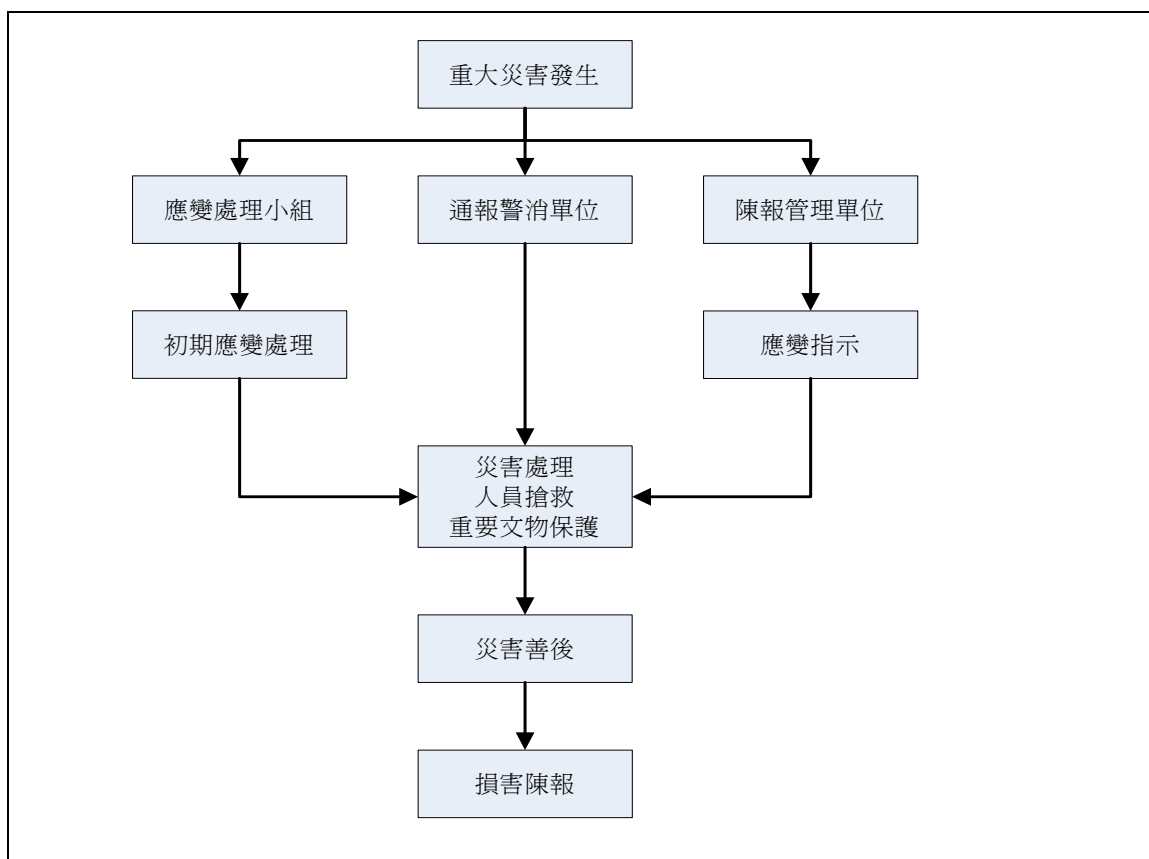 重大災害發生
應變處理小組
通報警消單位
陳報管理單位
初期應變處理
應變指示
災害處理
人員搶救
重要文物保護
災害善後
損害陳報